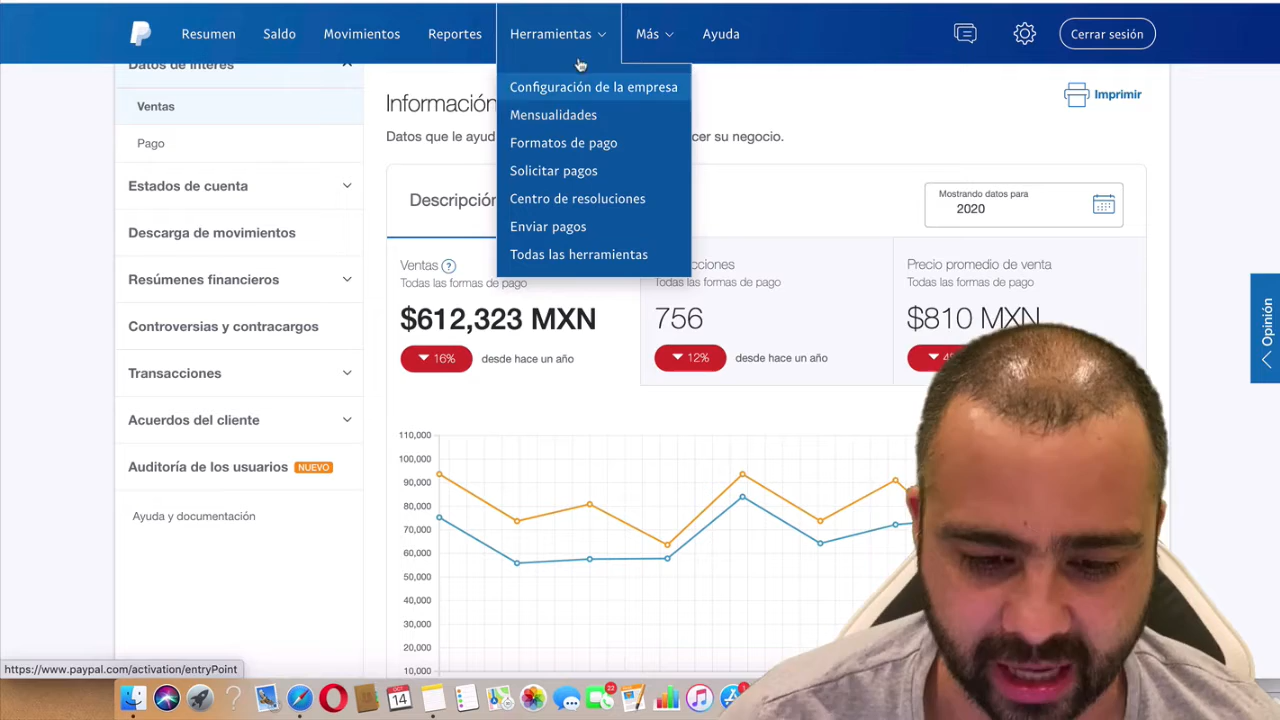 Resumen Saldo Movimientos Reportes Herramientas Más Ayuda Cerrar sesión
Datos de interés
Ventas
Pago
Estados de cuenta
Descarga de movimientos
Resúmenes financieros
Controversias y contracargos
Transacciones
Acuerdos del cliente
Auditoría de los usuarios NUEVO
Ayuda y documentación
Configuración de la empresa
Mensualidades
Formatos de pago
Solicitar pagos
Centro de resoluciones
Enviar pagos
Todas las herramientas
Información
Imprimir
Datos que le ayud
cer su negocio.
Descripción
Mostrando datos para
2020
Ventas ?
Todas las formas de pago
$612,323 MXN
16% desde hace un año
cciones
Todas las formas de pago
756
12% desde hace un año
Precio promedio de venta
Todas las formas de pago
$810 MXN
Opinión
110,000
100,000
90,000
80,000
70,000
60,000
50,000
40,000
30,000
20,000
10,000
https://www.paypal.com/activation/entryPoint
OCT
14
22